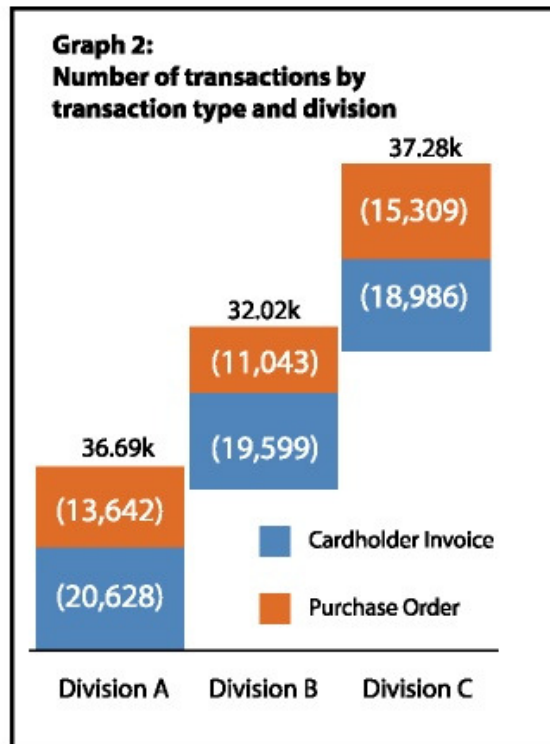 Graph 2:
Number of transactions by
transaction type and division
37.28k
(15,309)
(18,986)
32.02k
(11,043)
(19,599)
36.69k
(13,642)
(20,628)
Cardholder Invoice
Purchase Order
Division A
Division B
Division C